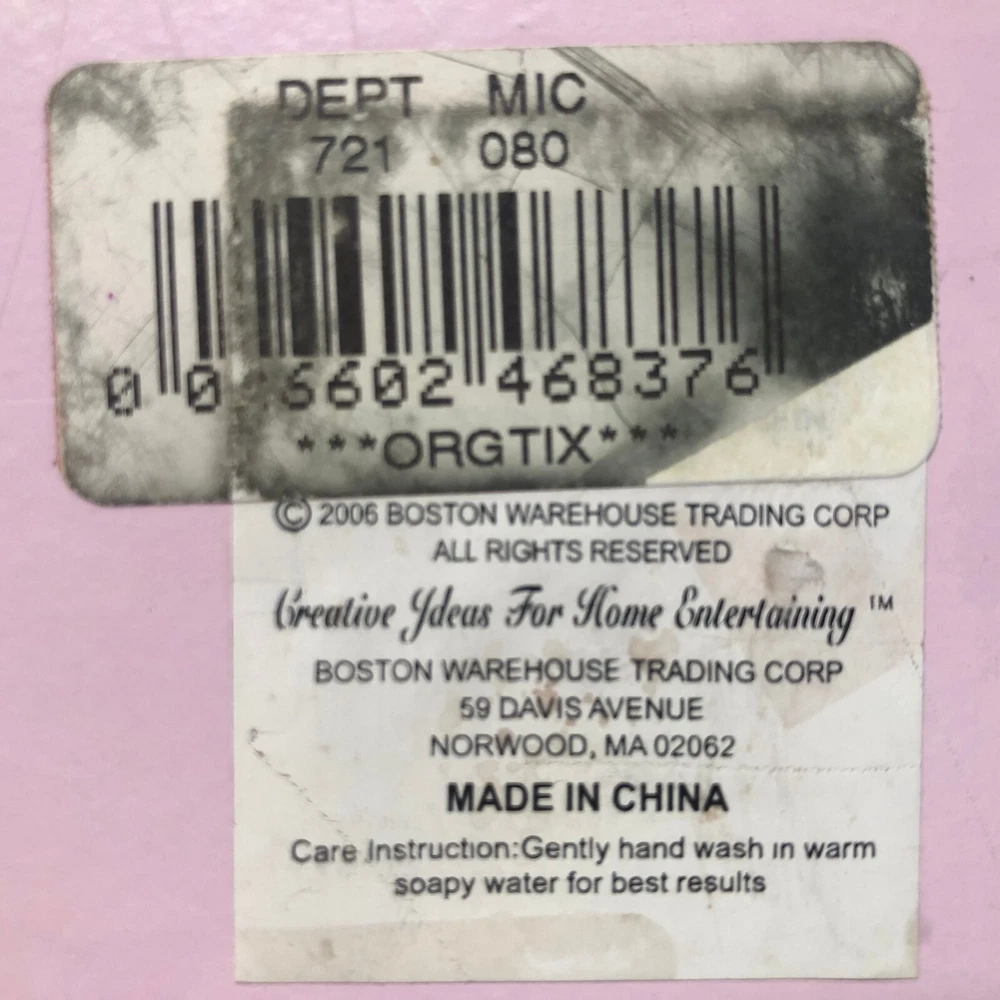 DEPT MIC
721 080
0 0 6602 468376
***ORGTIX***
© 2006 BOSTON WAREHOUSE TRADING CORP
ALL RIGHTS RESERVED
Creative Ideas For Home Entertaining ™
BOSTON WAREHOUSE TRADING CORP
59 DAVIS AVENUE
NORWOOD, MA 02062
MADE IN CHINA
Care Instruction:Gently hand wash in warm
soapy water for best results